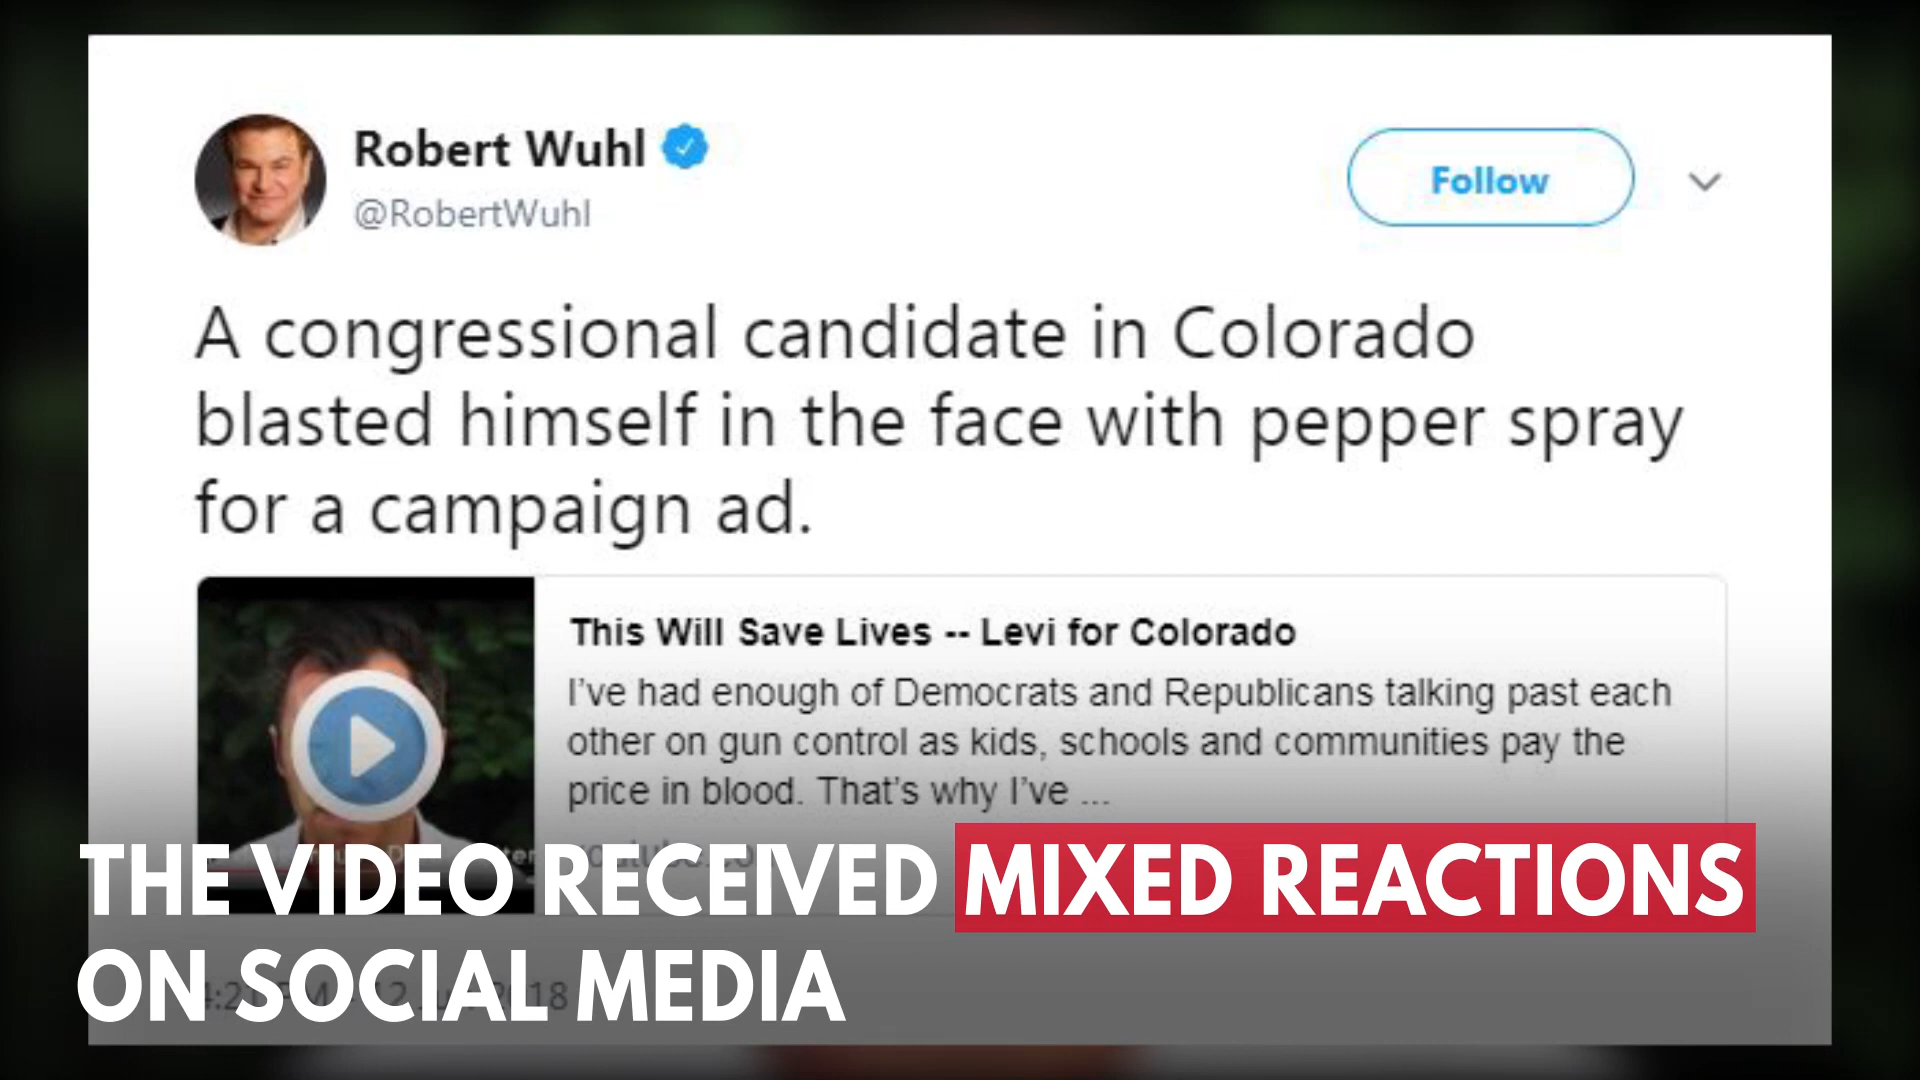 Robert Wuhl
@RobertWuhl
Follow
A congressional candidate in Colorado
blasted himself in the face with pepper spray
for a campaign ad.
This Will Save Lives -- Levi for Colorado
I've had enough of Democrats and Republicans talking past each
other on gun control as kids, schools and communities pay the
price in blood. That's why I've ...
THE VIDEO RECEIVED MIXED REACTIONS
ON SOCIAL MEDIA